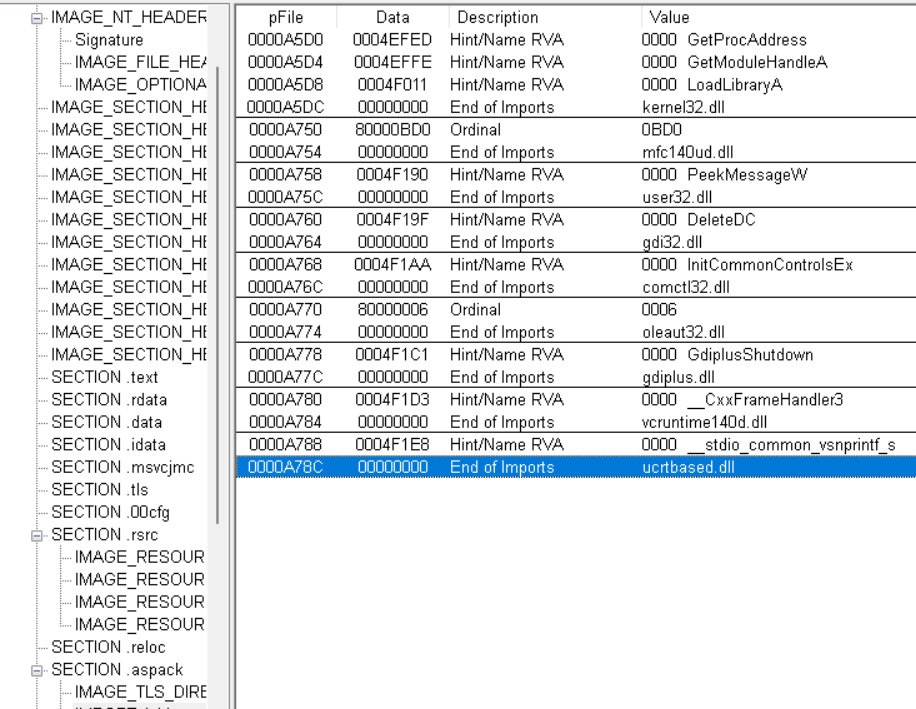 IMAGE_NT_HEADER
Signature
IMAGE_FILE_HEA
IMAGE_OPTIONA
IMAGE_SECTION_HE
IMAGE_SECTION_HE
IMAGE_SECTION_HE
IMAGE_SECTION_HE
IMAGE_SECTION_HE
IMAGE_SECTION_HE
IMAGE_SECTION_HE
IMAGE_SECTION_HE
IMAGE_SECTION_HE
IMAGE_SECTION_HE
IMAGE_SECTION_HE
IMAGE_SECTION_HE
SECTION .text
SECTION .rdata
SECTION .data
SECTION .idata
SECTION .msvcjmc
SECTION .tls
SECTION .00cfg
SECTION .rsrc
IMAGE_RESOUR
IMAGE_RESOUR
IMAGE_RESOUR
IMAGE_RESOUR
SECTION .reloc
SECTION .aspack
IMAGE_TLS_DIRE
pFile Data Description Value
0000A5D0 0004EFED Hint/Name RVA 0000 GetProcAddress
0000A5D4 0004EFFE Hint/Name RVA 0000 GetModuleHandleA
0000A5D8 0004F011 Hint/Name RVA 0000 LoadLibraryA
0000A5DC 00000000 End of Imports kernel32.dll
0000A750 80000BD0 Ordinal 0BD0
0000A754 00000000 End of Imports mfc140ud.dll
0000A758 0004F190 Hint/Name RVA 0000 PeekMessageW
0000A75C 00000000 End of Imports user32.dll
0000A760 0004F19F Hint/Name RVA 0000 DeleteDC
0000A764 00000000 End of Imports gdi32.dll
0000A768 0004F1AA Hint/Name RVA 0000 InitCommonControlsEx
0000A76C 00000000 End of Imports comctl32.dll
0000A770 80000006 Ordinal 0006
0000A774 00000000 End of Imports oleaut32.dll
0000A778 0004F1C1 Hint/Name RVA 0000 GdiplusShutdown
0000A77C 00000000 End of Imports gdiplus.dll
0000A780 0004F1D3 Hint/Name RVA 0000 __CxxFrameHandler3
0000A784 00000000 End of Imports vcruntime140d.dll
0000A788 0004F1E8 Hint/Name RVA 0000 __stdio_common_vsnprintf_s
0000A78C 00000000 End of Imports ucrtbased.dll